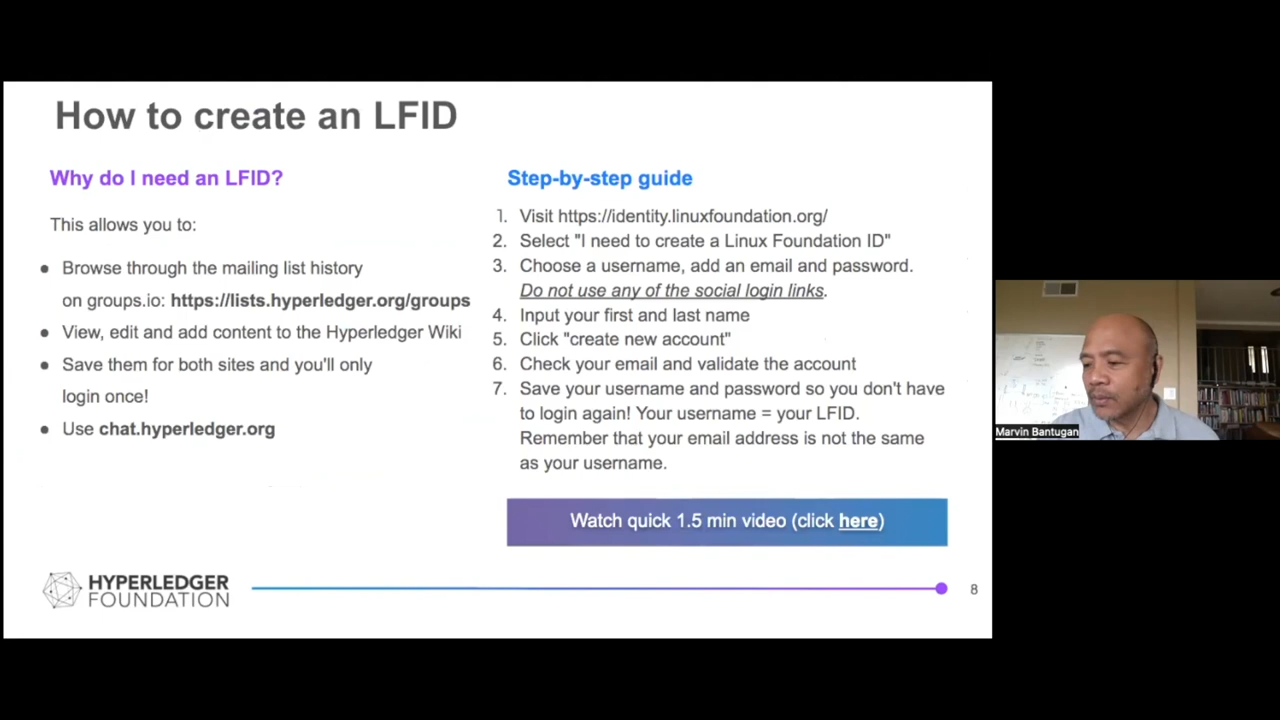 How to create an LFID
Why do I need an LFID?
This allows you to:
● Browse through the mailing list history
on groups.io: https://lists.hyperledger.org/groups
● View, edit and add content to the Hyperledger Wiki
● Save them for both sites and you'll only
login once!
● Use chat.hyperledger.org
Step-by-step guide
1. Visit https://identity.linuxfoundation.org/
2. Select "I need to create a Linux Foundation ID"
3. Choose a username, add an email and password.
Do not use any of the social login links.
4. Input your first and last name
5. Click "create new account"
6. Check your email and validate the account
7. Save your username and password so you don't have
to login again! Your username = your LFID.
Remember that your email address is not the same
as your username.
Watch quick 1.5 min video (click here)
HYPERLEDGER
FOUNDATION
8
Marvin Bantugan